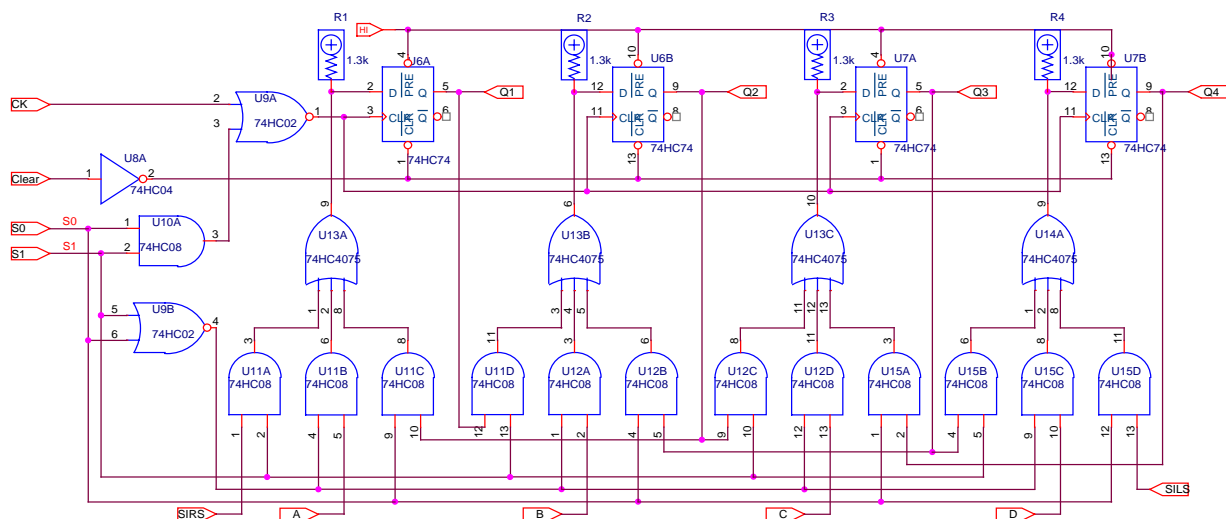 R1 R2 R3 R4
HI
1.3k 1.3k 1.3k 1.3k
4 U6A 10 U6B 4 U7A 10 U7B
2 D PRE Q 5 Q1
12 D PRE Q 9 Q2
2 D PRE Q 5 Q3
12 D PRE Q 9 Q4
3 CLR Q 6
11 CLR Q 8
3 CLR Q 6
11 CLR Q 8
1 74HC74
13 74HC74
1 74HC74
13 74HC74
CK 2 U9A 1
3 74HC02
Clear 1 U8A 2
74HC04
S0 S0 1 U10A 3
S1 S1 2 74HC08
5 U9B 4
6 74HC02
9 6 10 9
U13A U13B U13C U14A
74HC4075 74HC4075 74HC4075 74HC4075
1 2 8 3 4 5 11 12 13 1 2 8
3 6 8 11 3 6 8 11 3 6 8 11
U11A U11B U11C U11D U12A U12B U12C U12D U15A U15B U15C U15D
74HC08 74HC08 74HC08 74HC08 74HC08 74HC08 74HC08 74HC08 74HC08 74HC08 74HC08 74HC08
1 2 4 5 9 10 12 13 1 2 4 5 9 10 12 13 1 2 4 5 9 10 12 13
SILS
SIRS A B C D